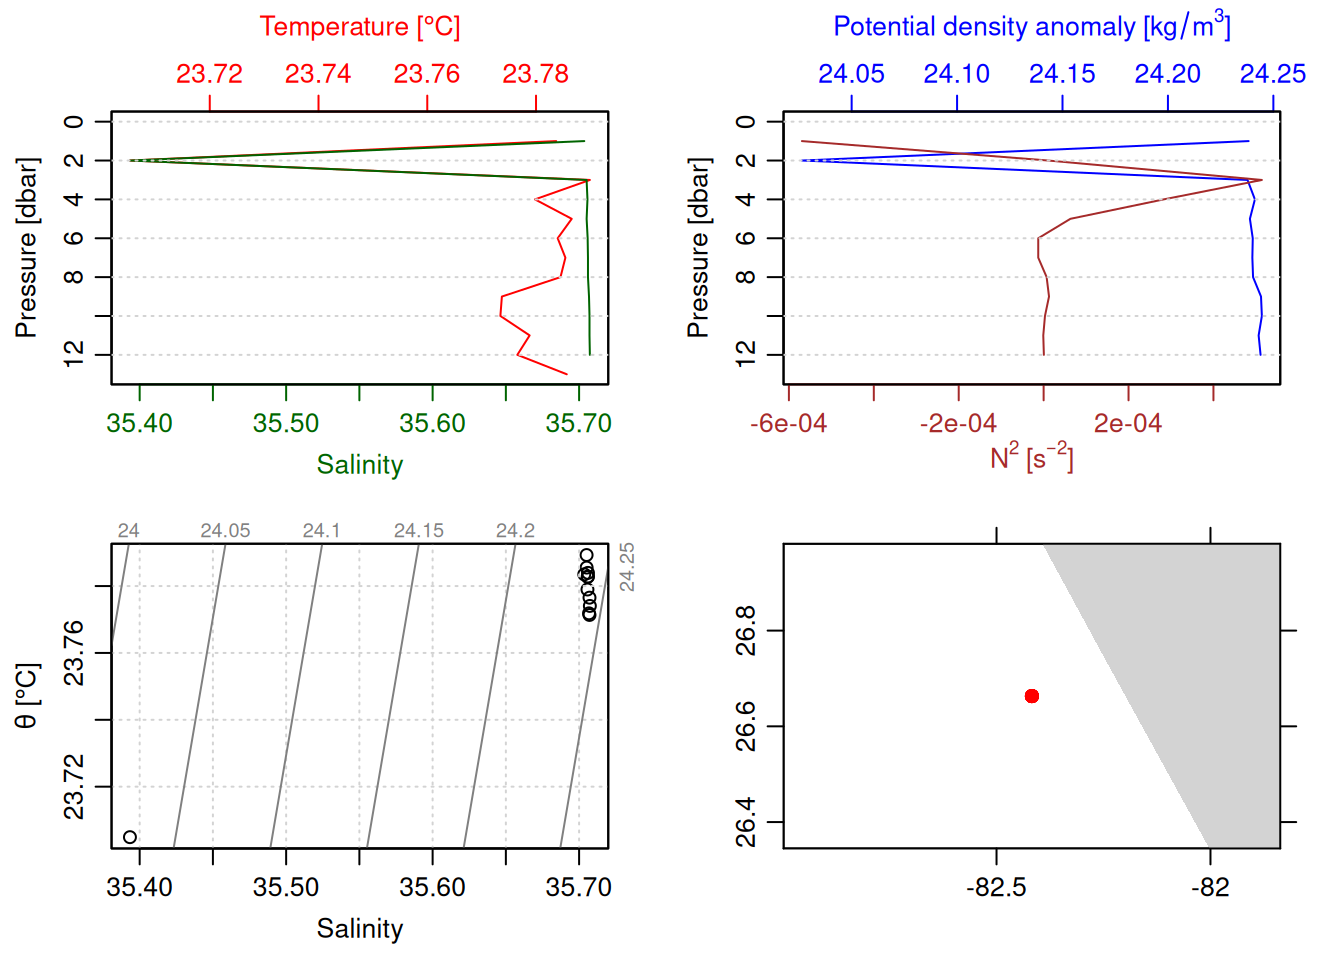 Temperature [°C]
23.72 23.74 23.76 23.78
Pressure [dbar]
0
2
4
6
8
12
35.40 35.50 35.60 35.70
Salinity
Potential density anomaly [kg/m³]
24.05 24.10 24.15 24.20 24.25
Pressure [dbar]
0
2
4
6
8
12
-6e-04 -2e-04 2e-04
N² [s⁻²]
24 24.05 24.1 24.15 24.2
24.25
θ [°C]
23.76
23.72
35.40 35.50 35.60 35.70
Salinity
26.8
26.6
26.4
-82.5 -82